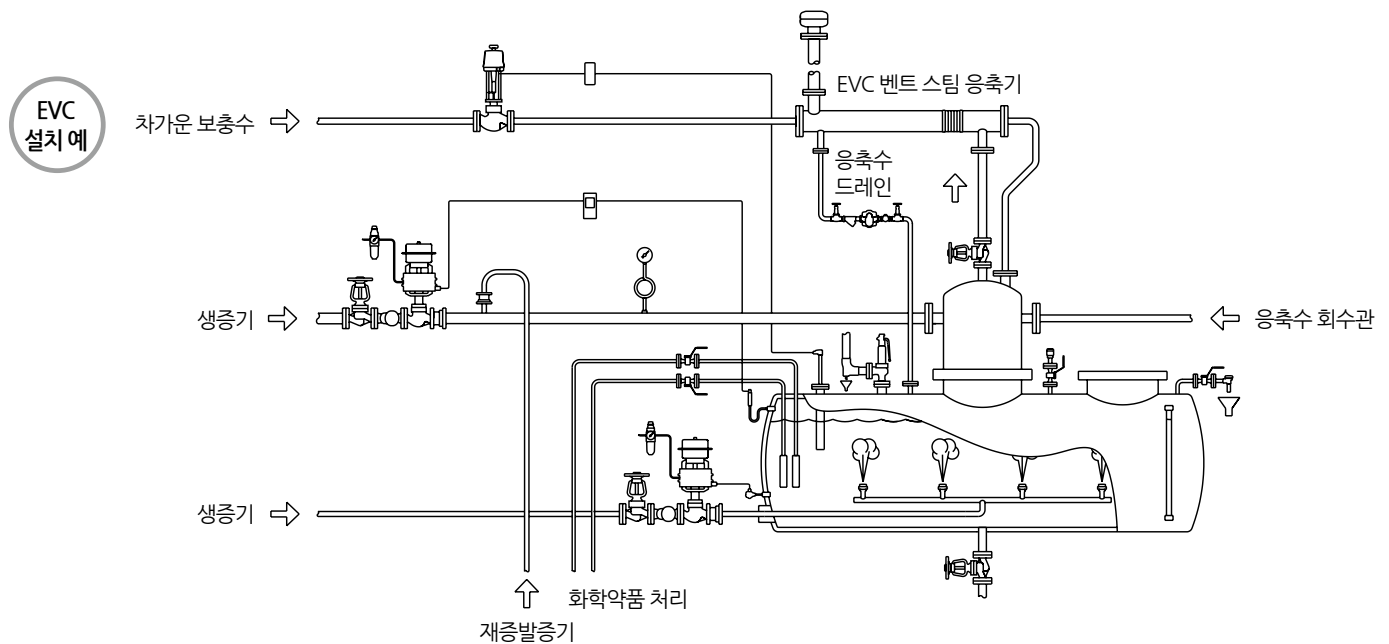 EVC
설치 예
차가운 보충수
EVC 벤트 스팀 응축기
응축수
드레인
생증기
응축수 회수관
생증기
화학약품 처리
재증발증기